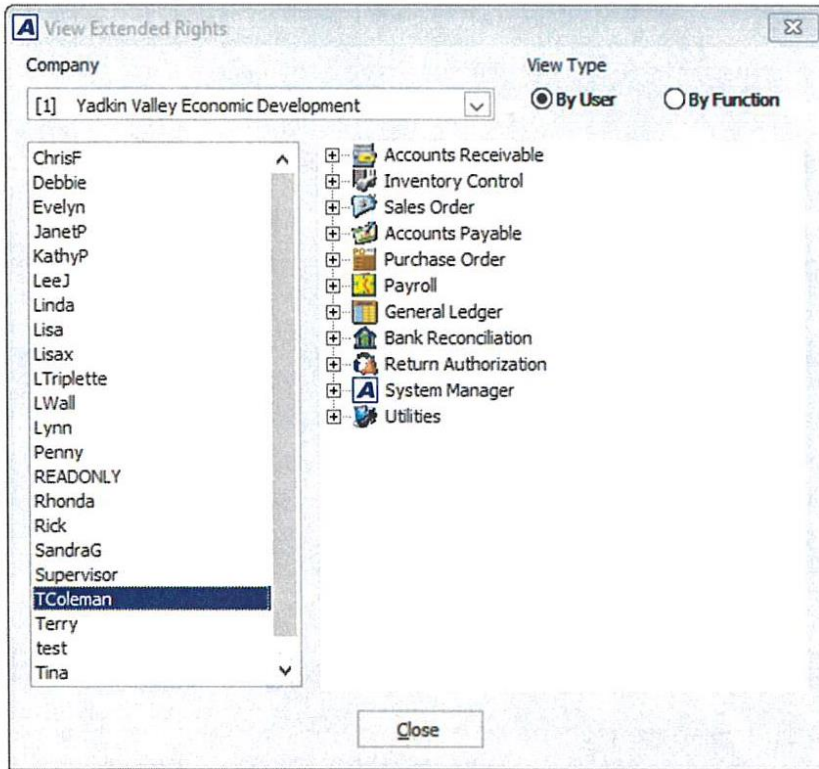 A View Extended Rights
Company
View Type
[1] Yadkin Valley Economic Development
By User
By Function
ChrisF
Debbie
Evelyn
JanetP
KathyP
LeeJ
Linda
Lisa
Lisax
LTriplette
LWall
Lynn
Penny
READONLY
Rhonda
Rick
SandraG
Supervisor
TColeman
Terry
test
Tina
Accounts Receivable
Inventory Control
Sales Order
Accounts Payable
Purchase Order
Payroll
General Ledger
Bank Reconciliation
Return Authorization
A System Manager
Utilities
Close